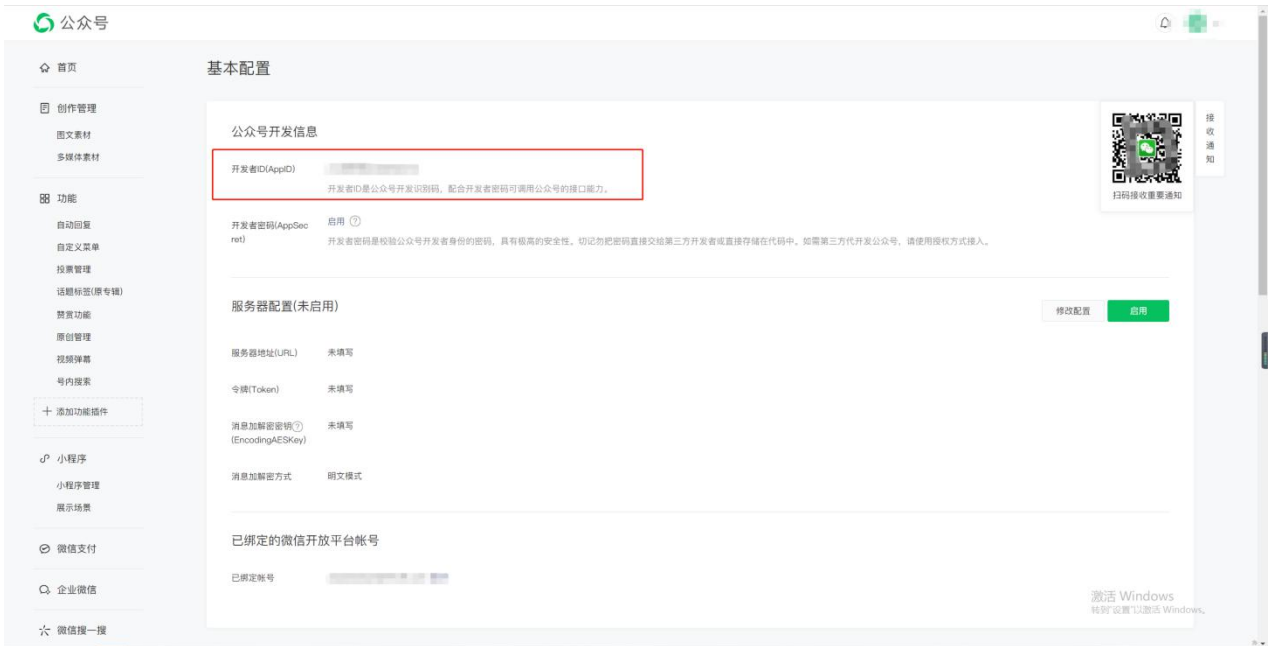 公众号
首页
创作管理
图文素材
多媒体素材
功能
自动回复
自定义菜单
投票管理
话题标签(原专辑)
赞赏功能
原创管理
视频弹幕
号内搜索
添加功能插件
小程序
小程序管理
展示场景
微信支付
企业微信
微信搜一搜
基本配置
公众号开发信息
开发者ID(AppID)
开发者ID是公众号开发识别码，配合开发者密码可调用公众号的接口能力。
开发者密码(AppSec
ret)
启用
开发者密码是校验公众号开发者身份的密码，具有极高的安全性。切记勿把密码直接交给第三方开发者或直接存储在代码中。如需第三方代开发公众号，请使用授权方式接入。
服务器配置(未启用)
修改配置
启用
服务器地址(URL) 未填写
令牌(Token) 未填写
消息加解密密钥 未填写
(EncodingAESKey)
消息加解密方式 明文模式
已绑定的微信开放平台帐号
已绑定帐号
扫码接收重要通知
接收通知
激活 Windows
转到“设置”以激活 Windows。